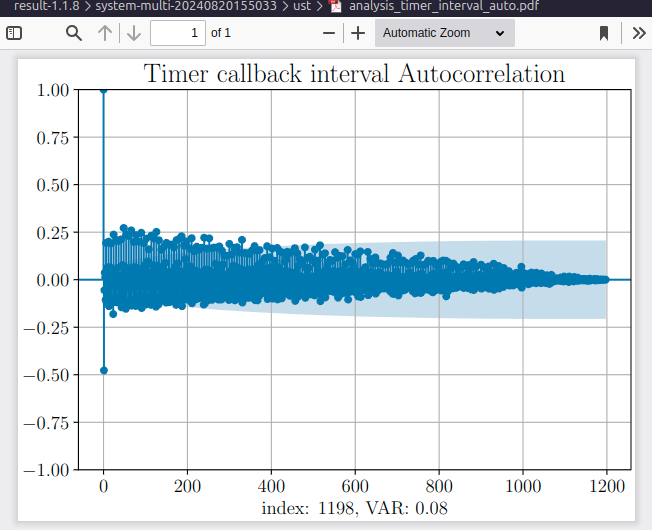 result-1.1.8 > system-multi-20240820155033 > ust > analysis_timer_interval_auto.pdf
1 of 1 Automatic Zoom
Timer callback interval Autocorrelation
1.00
0.75
0.50
0.25
0.00
−0.25
−0.50
−0.75
−1.00
0 200 400 600 800 1000 1200
index: 1198, VAR: 0.08